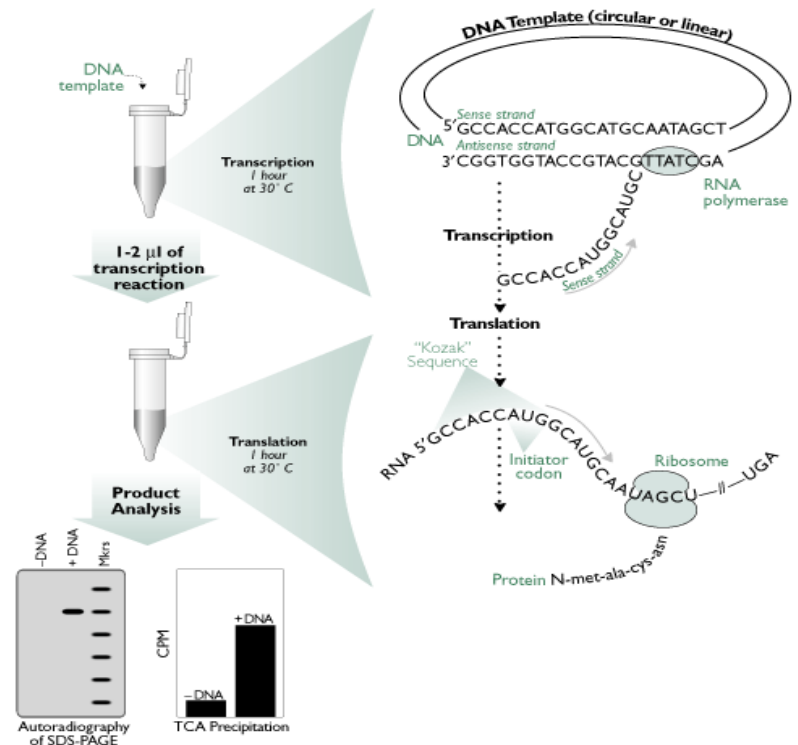 DNA Template (circular or linear)
DNA
template
Sense strand
5′GCCACCATGGCATGCAATAGCT
DNA
Antisense strand
3′CGGTGGTACCGTACGTTATCGA
RNA
polymerase
Transcription
1 hour
at 30° C
Transcription
GCCACCAUGGCAUGC
Sense strand
1-2 μl of
transcription
reaction
Translation
"Kozak"
Sequence
RNA 5′GCCACCAUGGCAUGCAAUAGCU—//—UGA
Initiator
codon
Ribosome
Translation
1 hour
at 30° C
Product
Analysis
Protein N-met-ala-cys-asn
–DNA
+ DNA
Mkrs
CPM
– DNA
+ DNA
Autoradiography
of SDS-PAGE
TCA Precipitation